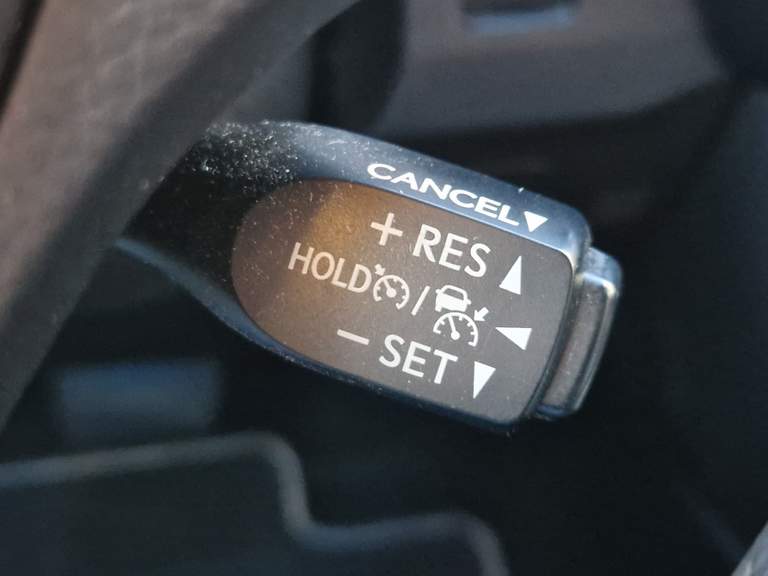 CANCEL▼
+ RES ▲
HOLD / ◀
− SET ▼